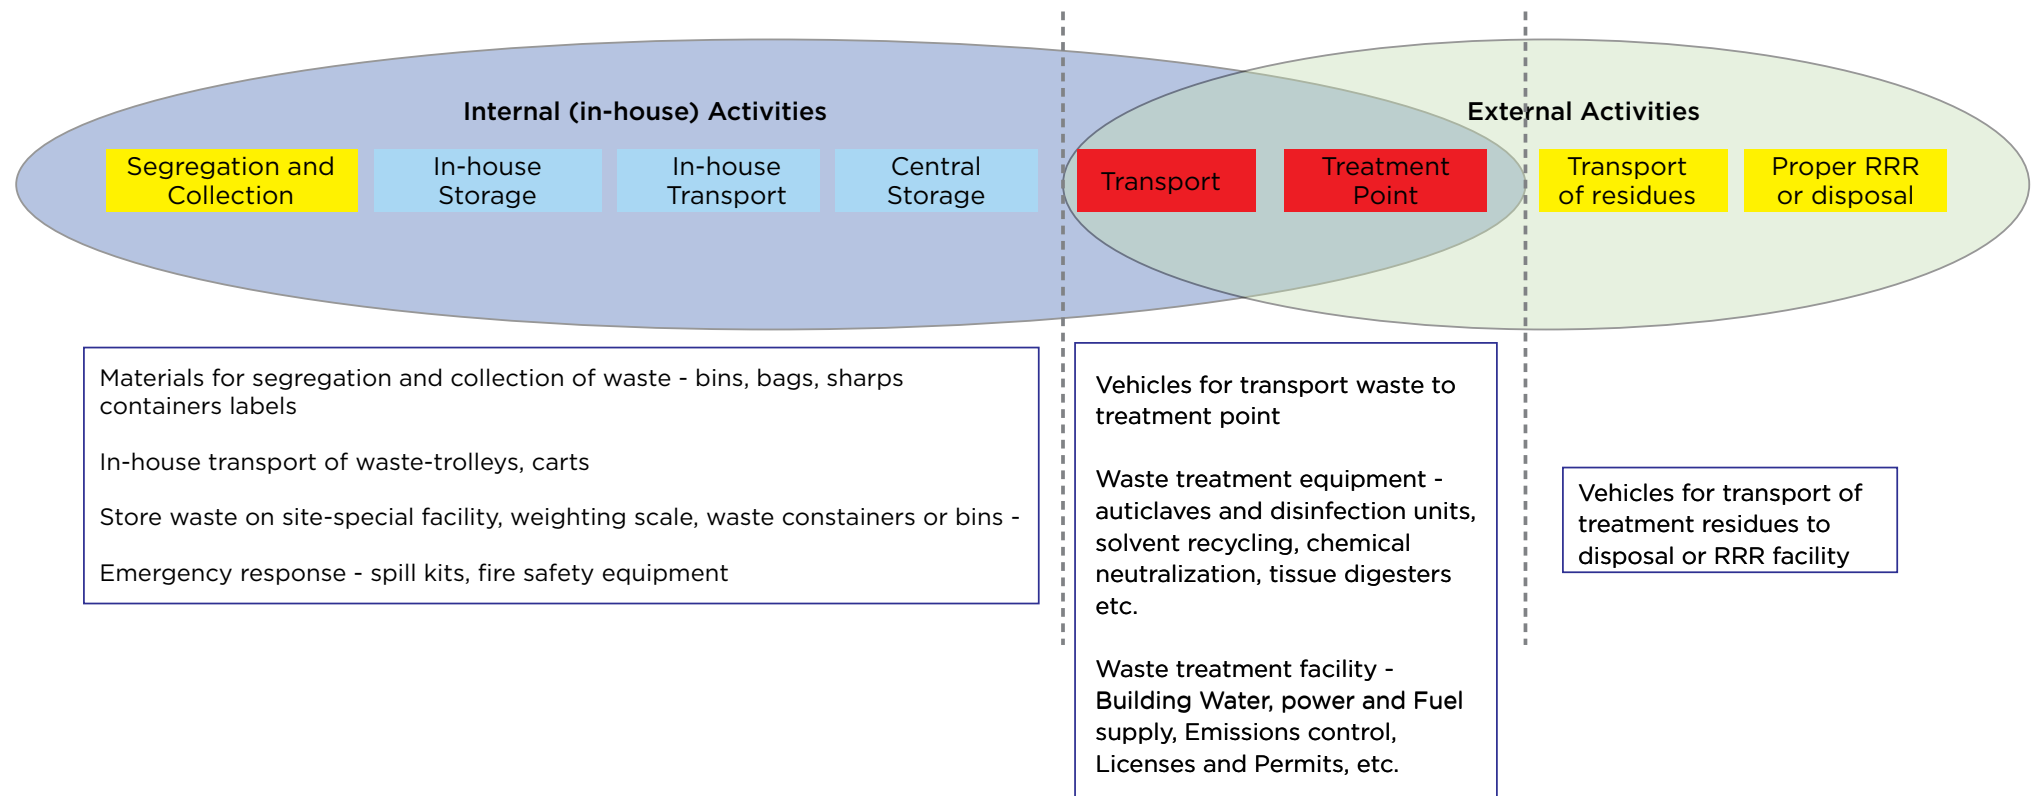 Internal (in-house) Activities
External Activities
Segregation and
Collection
In-house
Storage
In-house
Transport
Central
Storage
Transport
Treatment
Point
Transport
of residues
Proper RRR
or disposal
Materials for segregation and collection of waste - bins, bags, sharps
containers labels
In-house transport of waste-trolleys, carts
Store waste on site-special facility, weighting scale, waste constainers or bins -
Emergency response - spill kits, fire safety equipment
Vehicles for transport waste to
treatment point
Waste treatment equipment -
auticlaves and disinfection units,
solvent recycling, chemical
neutralization, tissue digesters
etc.
Waste treatment facility -
Building Water, power and Fuel
supply, Emissions control,
Licenses and Permits, etc.
Vehicles for transport of
treatment residues to
disposal or RRR facility